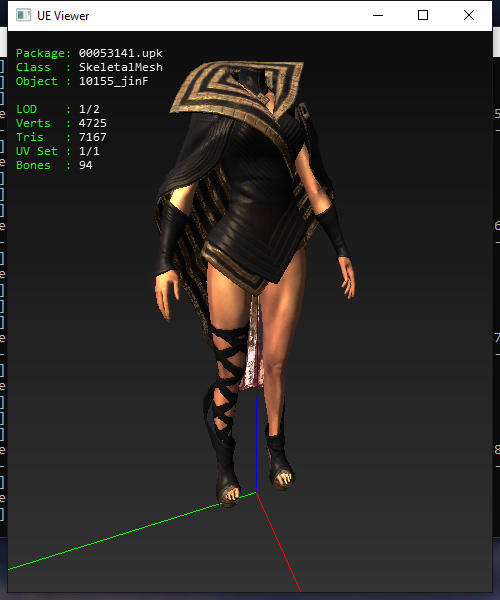 UE Viewer
Package: 00053141.upk
Class : SkeletalMesh
Object : 10155_jinF
LOD : 1/2
Verts : 4725
Tris : 7167
UV Set : 1/1
Bones : 94